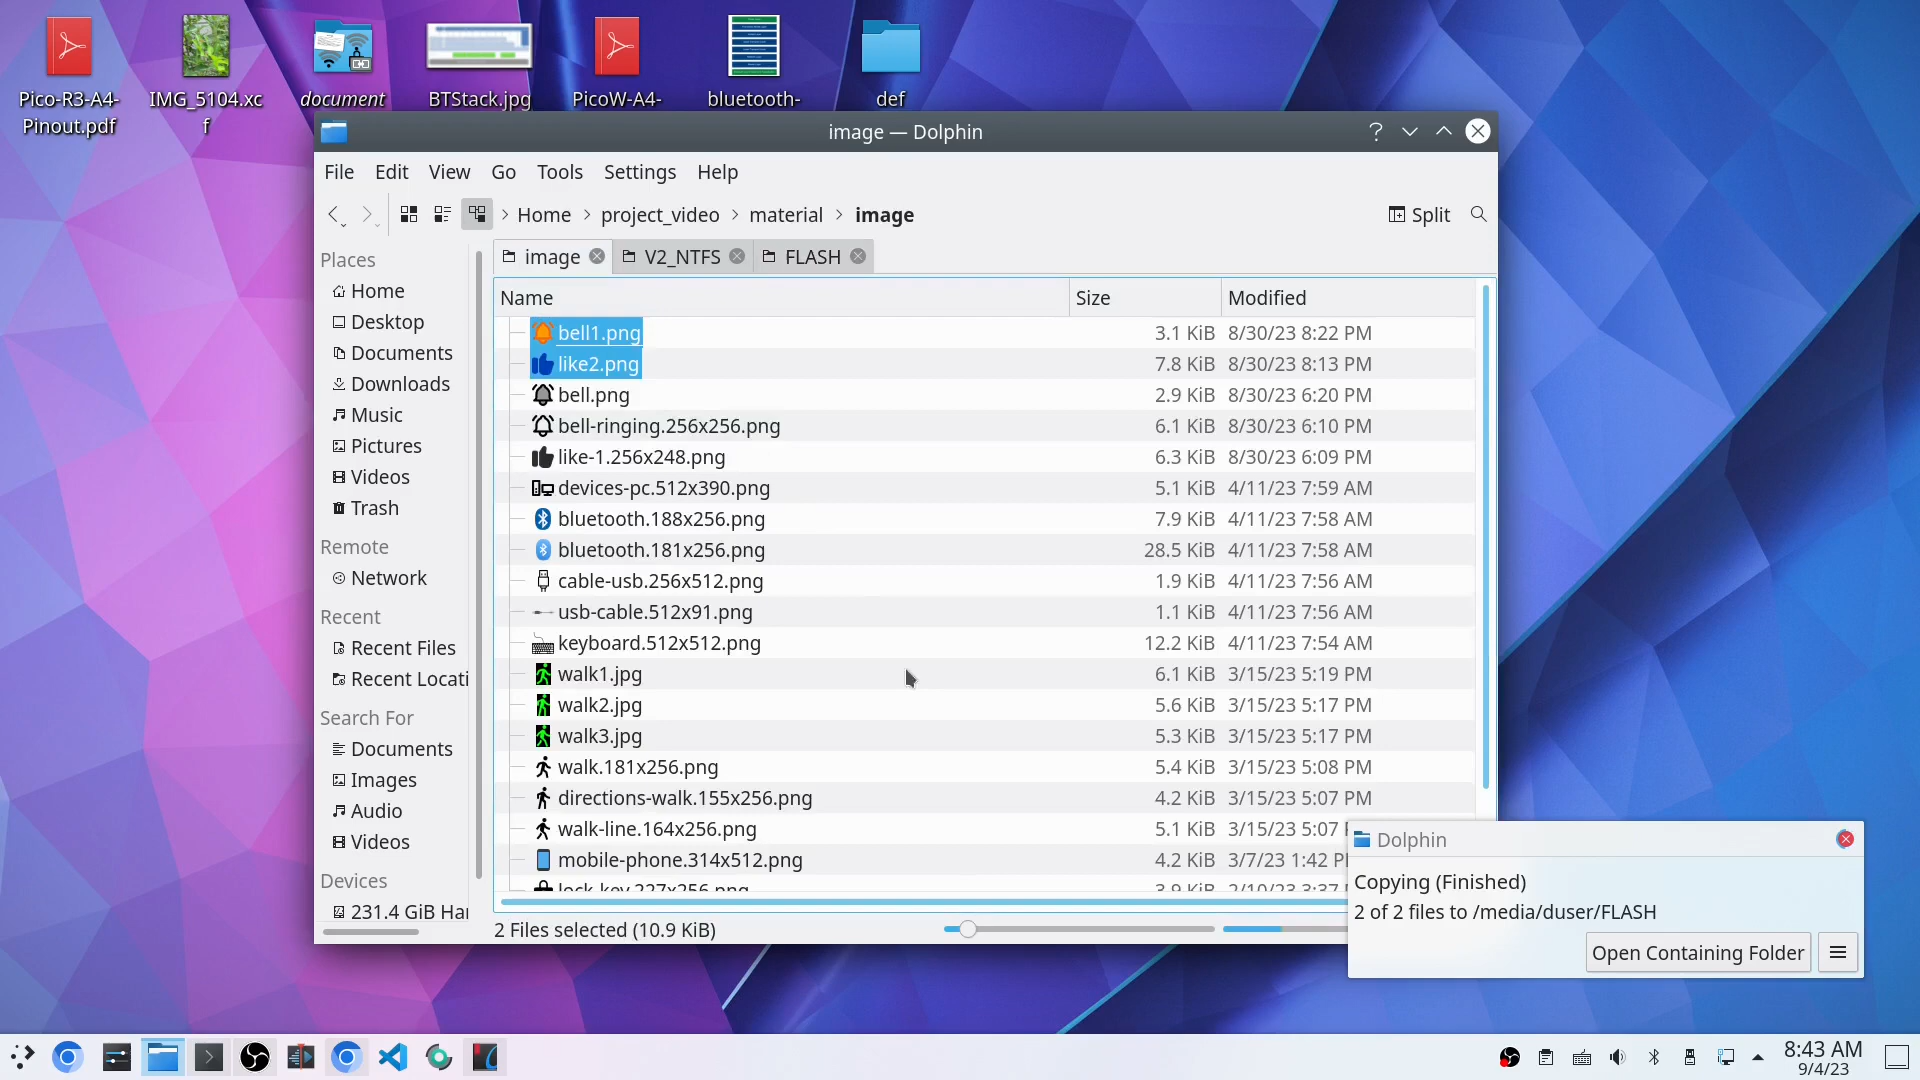 Pico-R3-A4-
Pinout.pdf
IMG_5104.xc
f
document
BTStack.jpg
PicoW-A4-
bluetooth-
def
image — Dolphin
File Edit View Go Tools Settings Help
Home project_video material image
Split
image V2_NTFS FLASH
Places
Home
Desktop
Documents
Downloads
Music
Pictures
Videos
Trash
Remote
Network
Recent
Recent Files
Recent Locati
Search For
Documents
Images
Audio
Videos
Devices
231.4 GiB Har
Name Size Modified
bell1.png 3.1 KiB 8/30/23 8:22 PM
like2.png 7.8 KiB 8/30/23 8:13 PM
bell.png 2.9 KiB 8/30/23 6:20 PM
bell-ringing.256x256.png 6.1 KiB 8/30/23 6:10 PM
like-1.256x248.png 6.3 KiB 8/30/23 6:09 PM
devices-pc.512x390.png 5.1 KiB 4/11/23 7:59 AM
bluetooth.188x256.png 7.9 KiB 4/11/23 7:58 AM
bluetooth.181x256.png 28.5 KiB 4/11/23 7:58 AM
cable-usb.256x512.png 1.9 KiB 4/11/23 7:56 AM
usb-cable.512x91.png 1.1 KiB 4/11/23 7:56 AM
keyboard.512x512.png 12.2 KiB 4/11/23 7:54 AM
walk1.jpg 6.1 KiB 3/15/23 5:19 PM
walk2.jpg 5.6 KiB 3/15/23 5:17 PM
walk3.jpg 5.3 KiB 3/15/23 5:17 PM
walk.181x256.png 5.4 KiB 3/15/23 5:08 PM
directions-walk.155x256.png 4.2 KiB 3/15/23 5:07 PM
walk-line.164x256.png 5.1 KiB 3/15/23 5:07
mobile-phone.314x512.png 4.2 KiB 3/7/23 1:42 P
lock-key.227x256.png 3.9 KiB 2/10/23 3:37
2 Files selected (10.9 KiB)
Dolphin
Copying (Finished)
2 of 2 files to /media/duser/FLASH
Open Containing Folder
8:43 AM
9/4/23